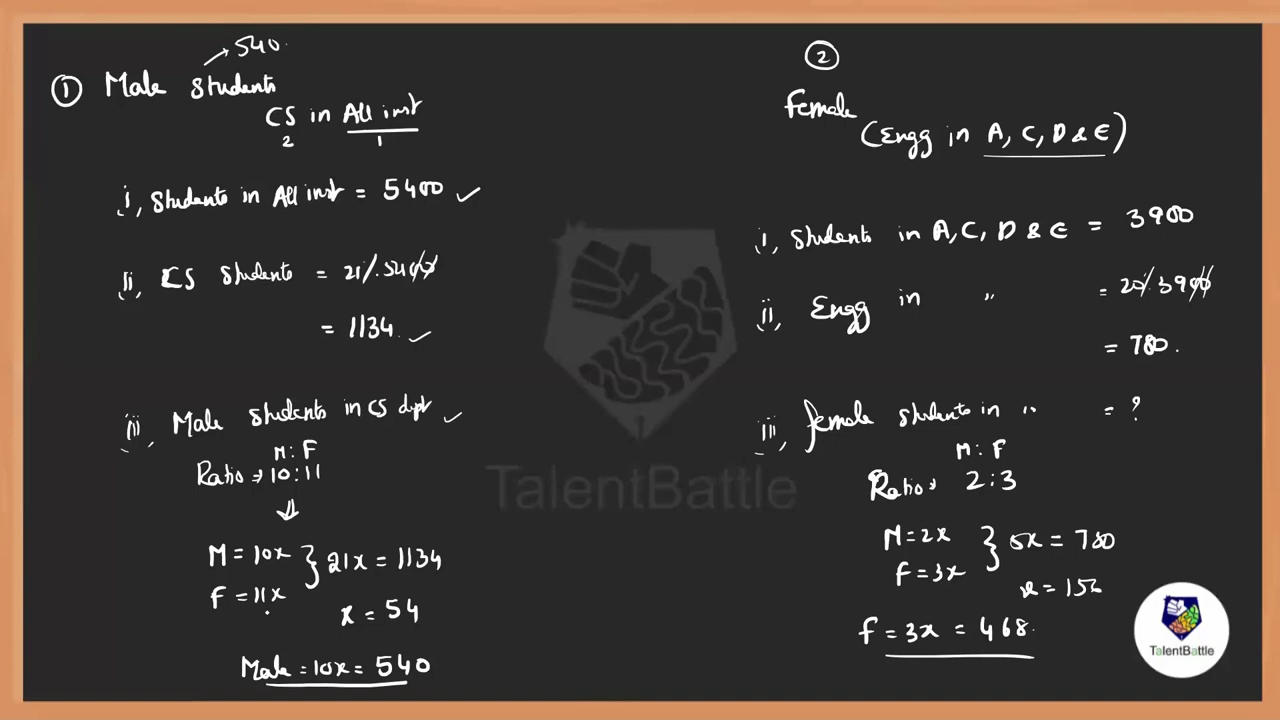 ① Male Students → 540.
CS in All inst
2 1
i, Students in All inst = 5400 ✓
ii, CS Students = 21%.5400
= 1134. ✓
iii, Male Students in CS dpt ✓
M : F
Ratio → 10 : 11
M = 10x } 21x = 1134
F = 11x
x = 54
Male = 10x = 540
②
Female
(Engg in A, C, D & E)
i, Students in A, C, D & E = 3900
ii, Engg in " = 20%.3900
= 780.
iii, female students in " = ?
M : F
Ratio → 2 : 3
M = 2x } 5x = 780
F = 3x
x = 156
f = 3x = 468.
TalentBattle
TalentBattle